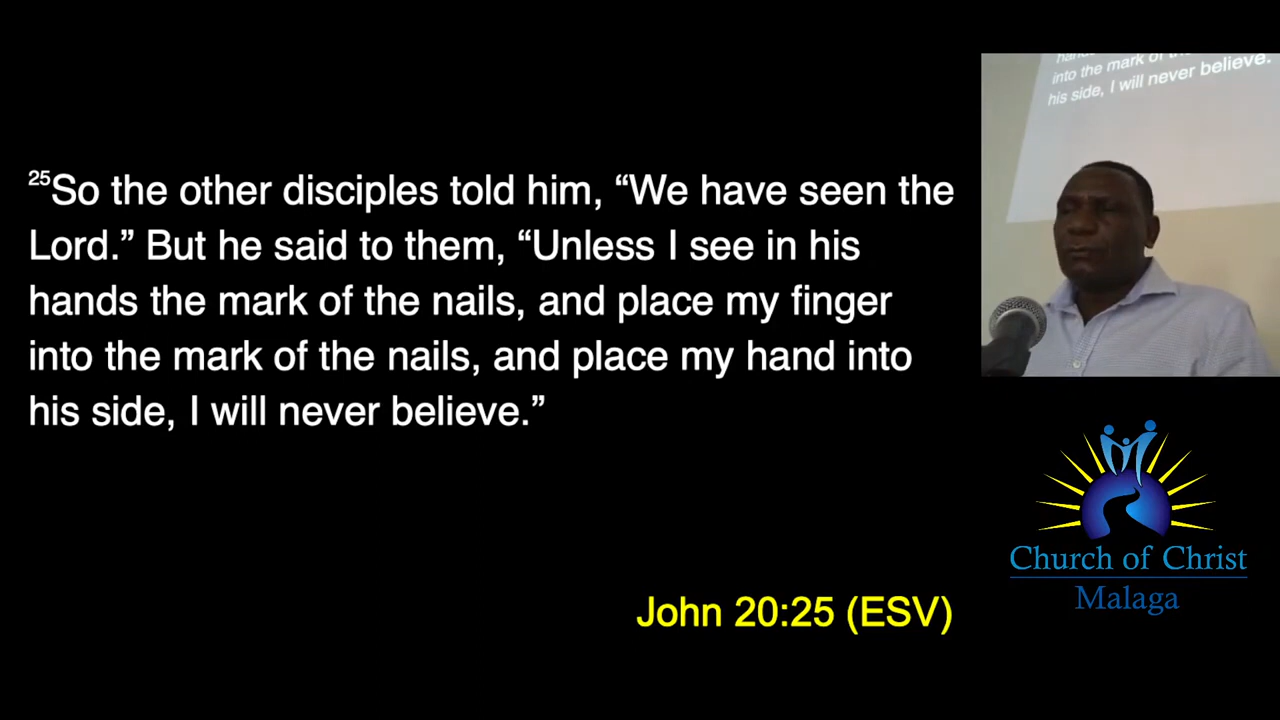 25So the other disciples told him, “We have seen the
Lord.” But he said to them, “Unless I see in his
hands the mark of the nails, and place my finger
into the mark of the nails, and place my hand into
his side, I will never believe.”
John 20:25 (ESV)
hands
into the mark of the
his side, I will never believe.
Church of Christ
Malaga